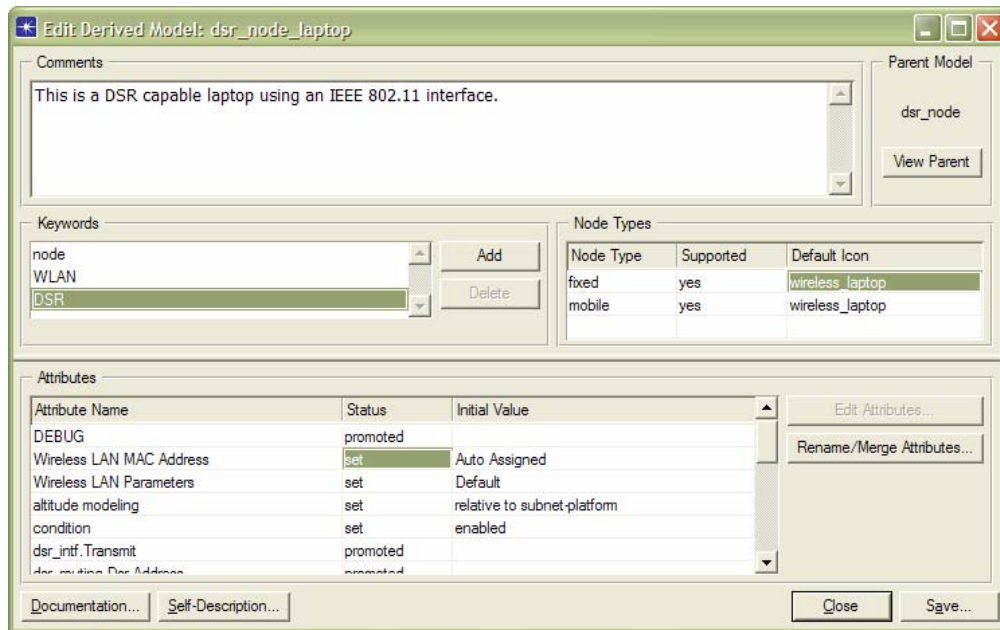 Edit Derived Model: dsr_node_laptop
Comments
This is a DSR capable laptop using an IEEE 802.11 interface.
Parent Model
dsr_node
View Parent
Keywords
node
WLAN
DSR
Add
Delete
Node Types
Node Type Supported Default Icon
fixed yes wireless_laptop
mobile yes wireless_laptop
Attributes
Attribute Name Status Initial Value
DEBUG promoted
Wireless LAN MAC Address set Auto Assigned
Wireless LAN Parameters set Default
altitude modeling set relative to subnet-platform
condition set enabled
dsr_intf.Transmit promoted
Edit Attributes...
Rename/Merge Attributes...
Documentation... Self-Description... Close Save...